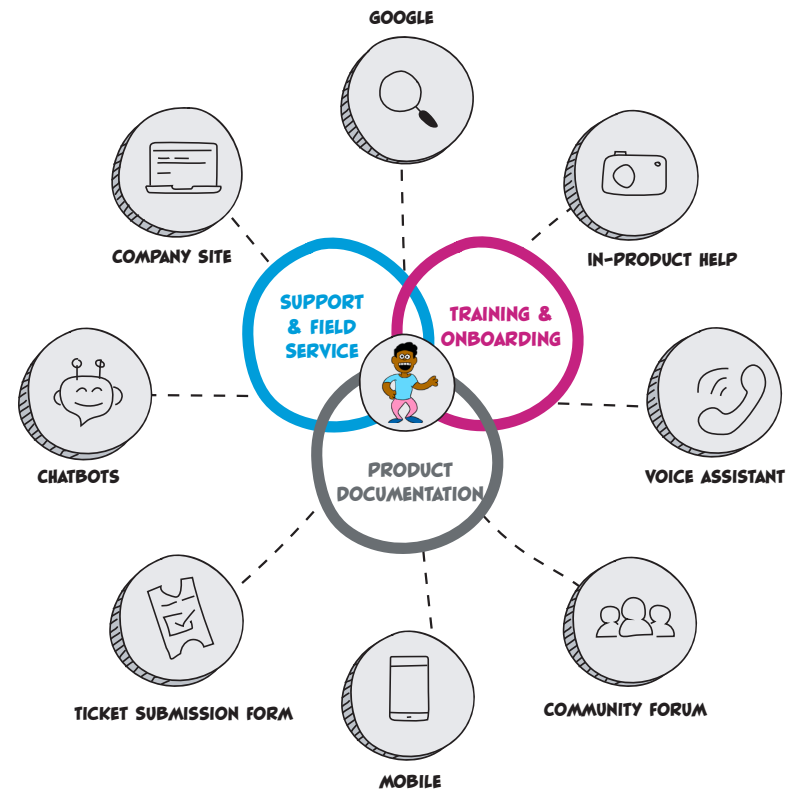 GOOGLE
COMPANY SITE
IN-PRODUCT HELP
SUPPORT
& FIELD
SERVICE
TRAINING &
ONBOARDING
CHATBOTS
PRODUCT
DOCUMENTATION
VOICE ASSISTANT
TICKET SUBMISSION FORM
COMMUNITY FORUM
MOBILE